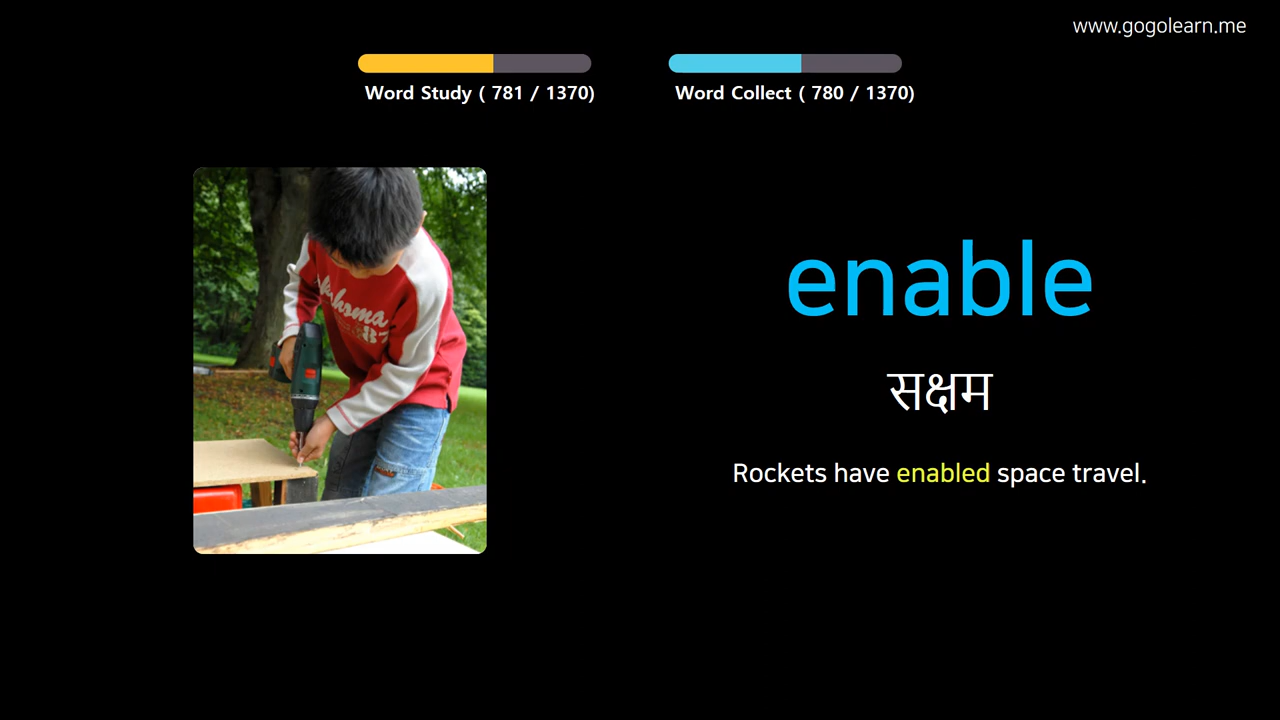 www.gogolearn.me
Word Study ( 781 / 1370)
Word Collect ( 780 / 1370)
enable
सक्षम
Rockets have enabled space travel.
87